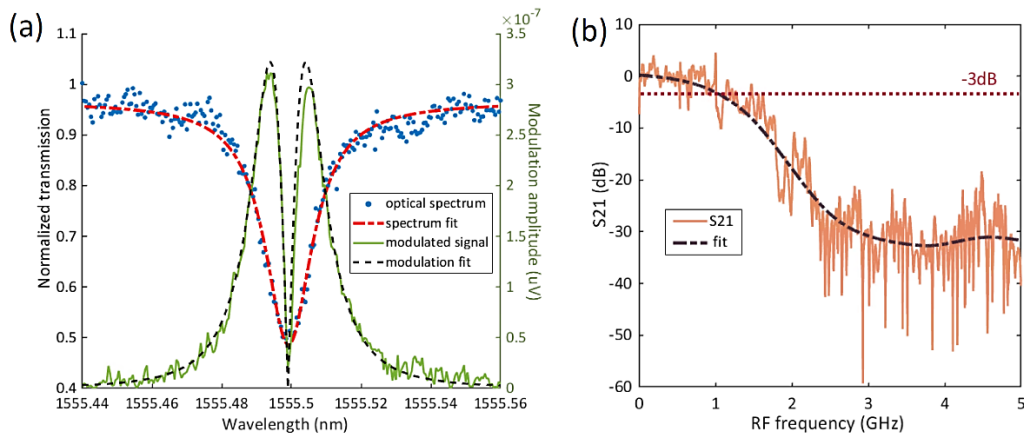 (a)
×10⁻⁷
1.1
1
0.9
0.8
0.7
0.6
0.5
0.4
Normalized transmission
3.5
3
2.5
2
1.5
1
0.5
0
Modulation amplitude (uV)
optical spectrum
spectrum fit
modulated signal
modulation fit
1555.44 1555.46 1555.48 1555.5 1555.52 1555.54 1555.56
Wavelength (nm)
(b)
10
0
-10
-20
-30
-40
-50
-60
S21 (dB)
-3dB
S21
fit
0 1 2 3 4 5
RF frequency (GHz)